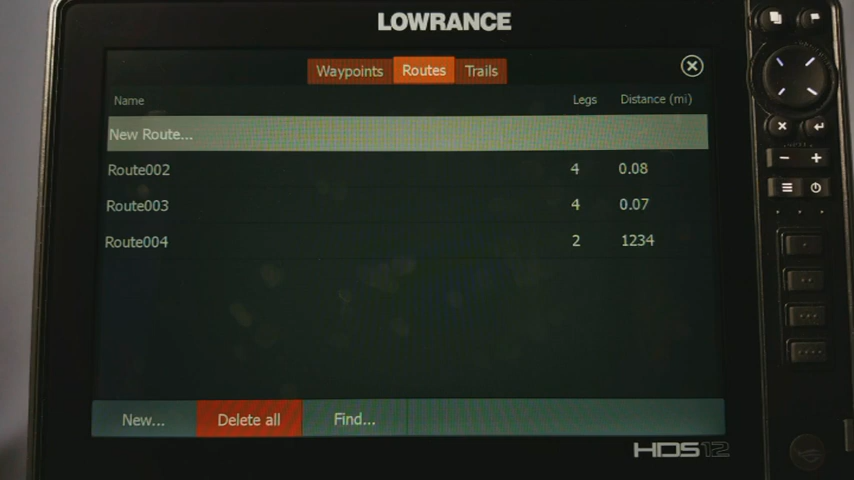 LOWRANCE
Waypoints Routes Trails
Name Legs Distance (mi)
New Route...
Route002 4 0.08
Route003 4 0.07
Route004 2 1234
New... Delete all Find...
HDS 12